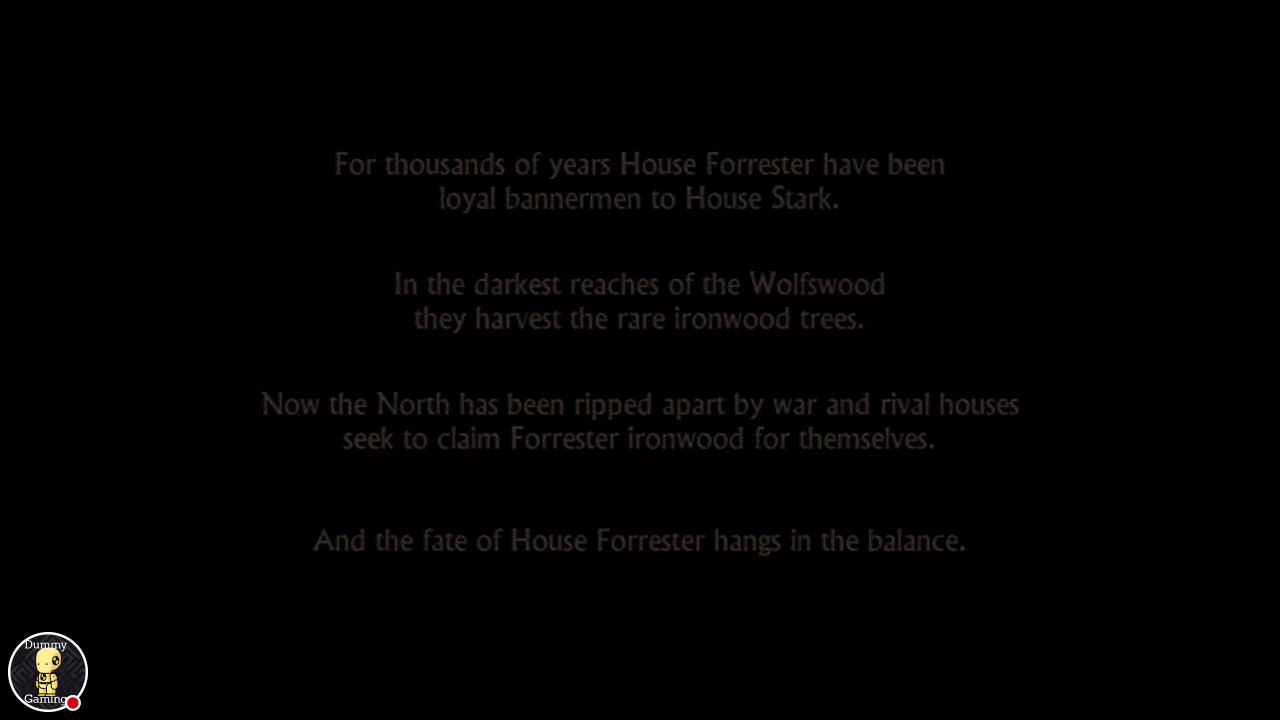 For thousands of years House Forrester have been
loyal bannermen to House Stark.
In the darkest reaches of the Wolfswood
they harvest the rare ironwood trees.
Now the North has been ripped apart by war and rival houses
seek to claim Forrester ironwood for themselves.
And the fate of House Forrester hangs in the balance.
Dummy
Gaming